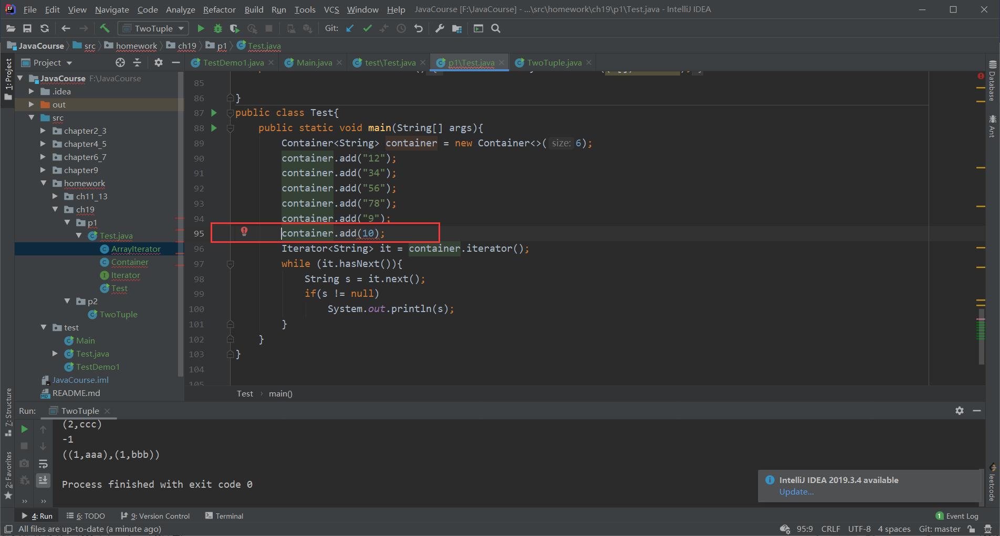 File Edit View Navigate Code Analyze Refactor Build Run Tools VCS Window Help JavaCourse [F:\JavaCourse] - ...\src\homework\ch19\p1\Test.java - IntelliJ IDEA
TwoTuple Git:
JavaCourse src homework ch19 p1 Test.java
1: Project
Project
TestDemo1.java Main.java test\Test.java p1\Test.java TwoTuple.java
JavaCourse F:\JavaCourse
.idea
out
src
chapter2_3
chapter4_5
chapter6_7
chapter9
homework
ch11_13
ch19
p1
Test.java
ArrayIterator
Container
Iterator
Test
p2
TwoTuple
test
Main
Test.java
TestDemo1
JavaCourse.iml
README.md
85
86 }
87 public class Test{
88 public static void main(String[] args){
89 Container<String> container = new Container<>( size: 6);
90 container.add("12");
91 container.add("34");
92 container.add("56");
93 container.add("78");
94 container.add("9");
95 container.add(10);
96 Iterator<String> it = container.iterator();
97 while (it.hasNext()){
98 String s = it.next();
99 if(s != null)
100 System.out.println(s);
101 }
102 }
103 }
104
105
Test › main()
Database
Ant
leetcode
Z: Structure
2: Favorites
Run: TwoTuple
(2,ccc)
-1
((1,aaa),(1,bbb))
Process finished with exit code 0
IntelliJ IDEA 2019.3.4 available
Update...
4: Run 6: TODO 9: Version Control Terminal 1 Event Log
All files are up-to-date (a minute ago) 95:9 CRLF UTF-8 4 spaces Git: master